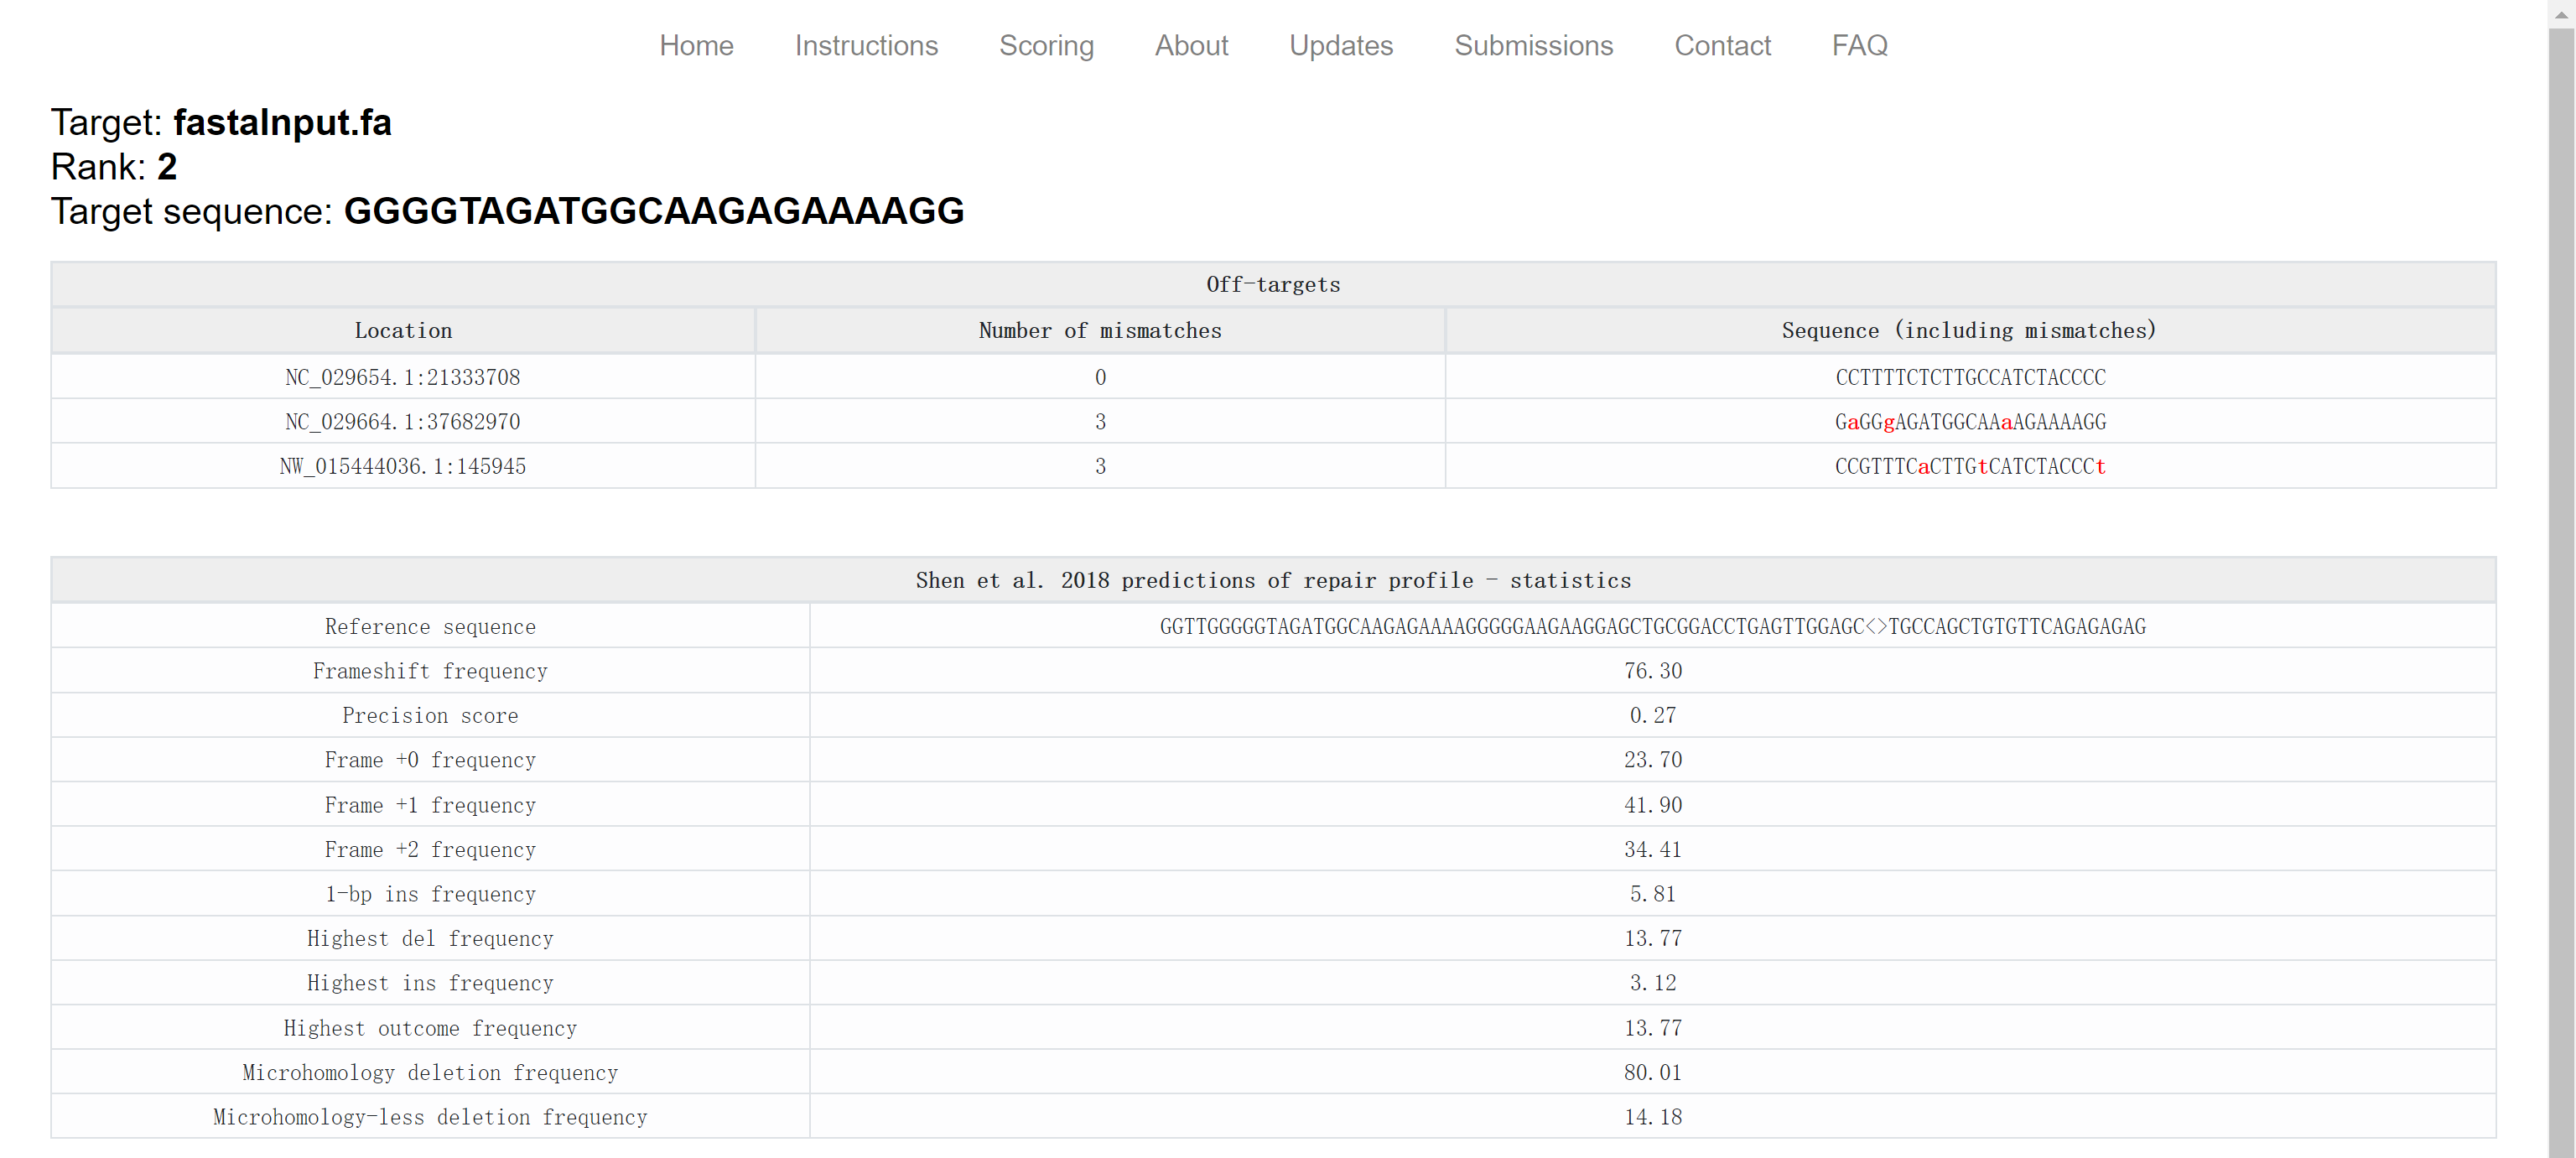 Home Instructions Scoring About Updates Submissions Contact FAQ
Target: fastaInput.fa
Rank: 2
Target sequence: GGGGTAGATGGCAAGAGAAAAGG
Off-targets
Location Number of mismatches Sequence (including mismatches)
NC_029654.1:21333708 0 CCTTTTCTCTTGCCATCTACCCC
NC_029664.1:37682970 3 GaGGgAGATGGCAAaAGAAAAGG
NW_015444036.1:145945 3 CCGTTTCaCTTGtCATCTACCCt
Shen et al. 2018 predictions of repair profile - statistics
Reference sequence GGTTGGGGGTAGATGGCAAGAGAAAAGGGGGAAGAAGGAGCTGCGGACCTGAGTTGGAGC<>TGCCAGCTGTGTTCAGAGAGAG
Frameshift frequency 76.30
Precision score 0.27
Frame +0 frequency 23.70
Frame +1 frequency 41.90
Frame +2 frequency 34.41
1-bp ins frequency 5.81
Highest del frequency 13.77
Highest ins frequency 3.12
Highest outcome frequency 13.77
Microhomology deletion frequency 80.01
Microhomology-less deletion frequency 14.18